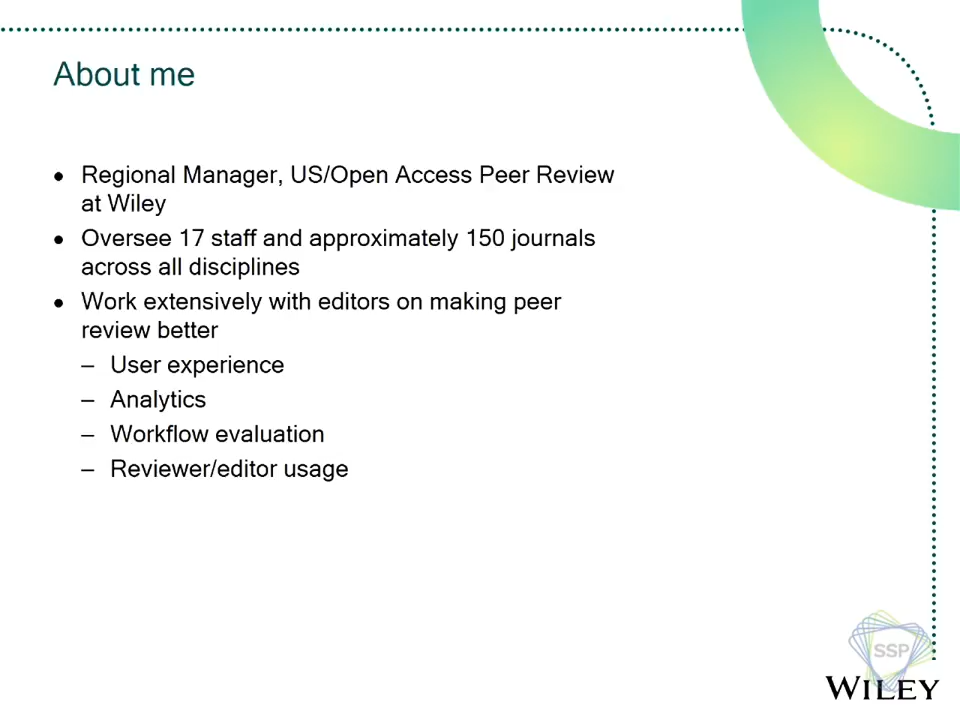 About me
• Regional Manager, US/Open Access Peer Review
at Wiley
• Oversee 17 staff and approximately 150 journals
across all disciplines
• Work extensively with editors on making peer
review better
– User experience
– Analytics
– Workflow evaluation
– Reviewer/editor usage
SSP
WILEY